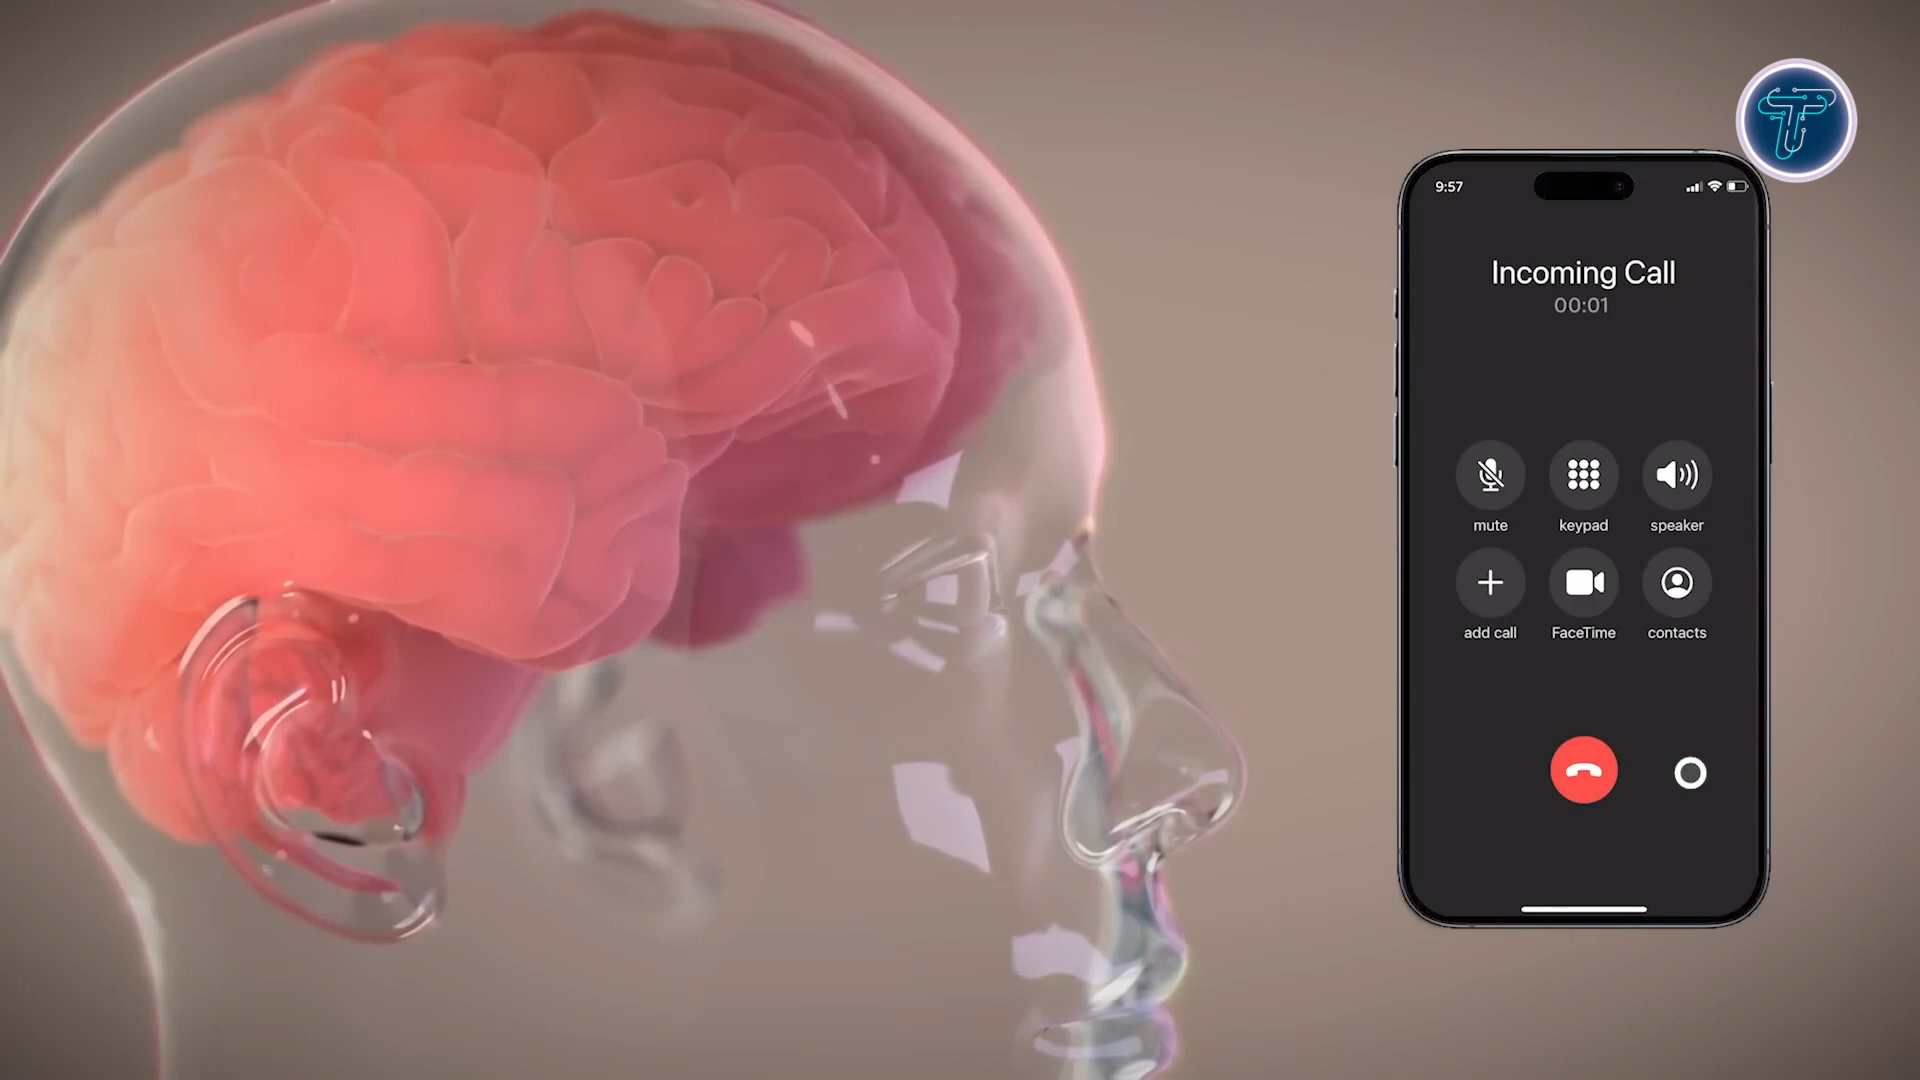 9:57
Incoming Call
00:01
mute
keypad
speaker
add call
FaceTime
contacts